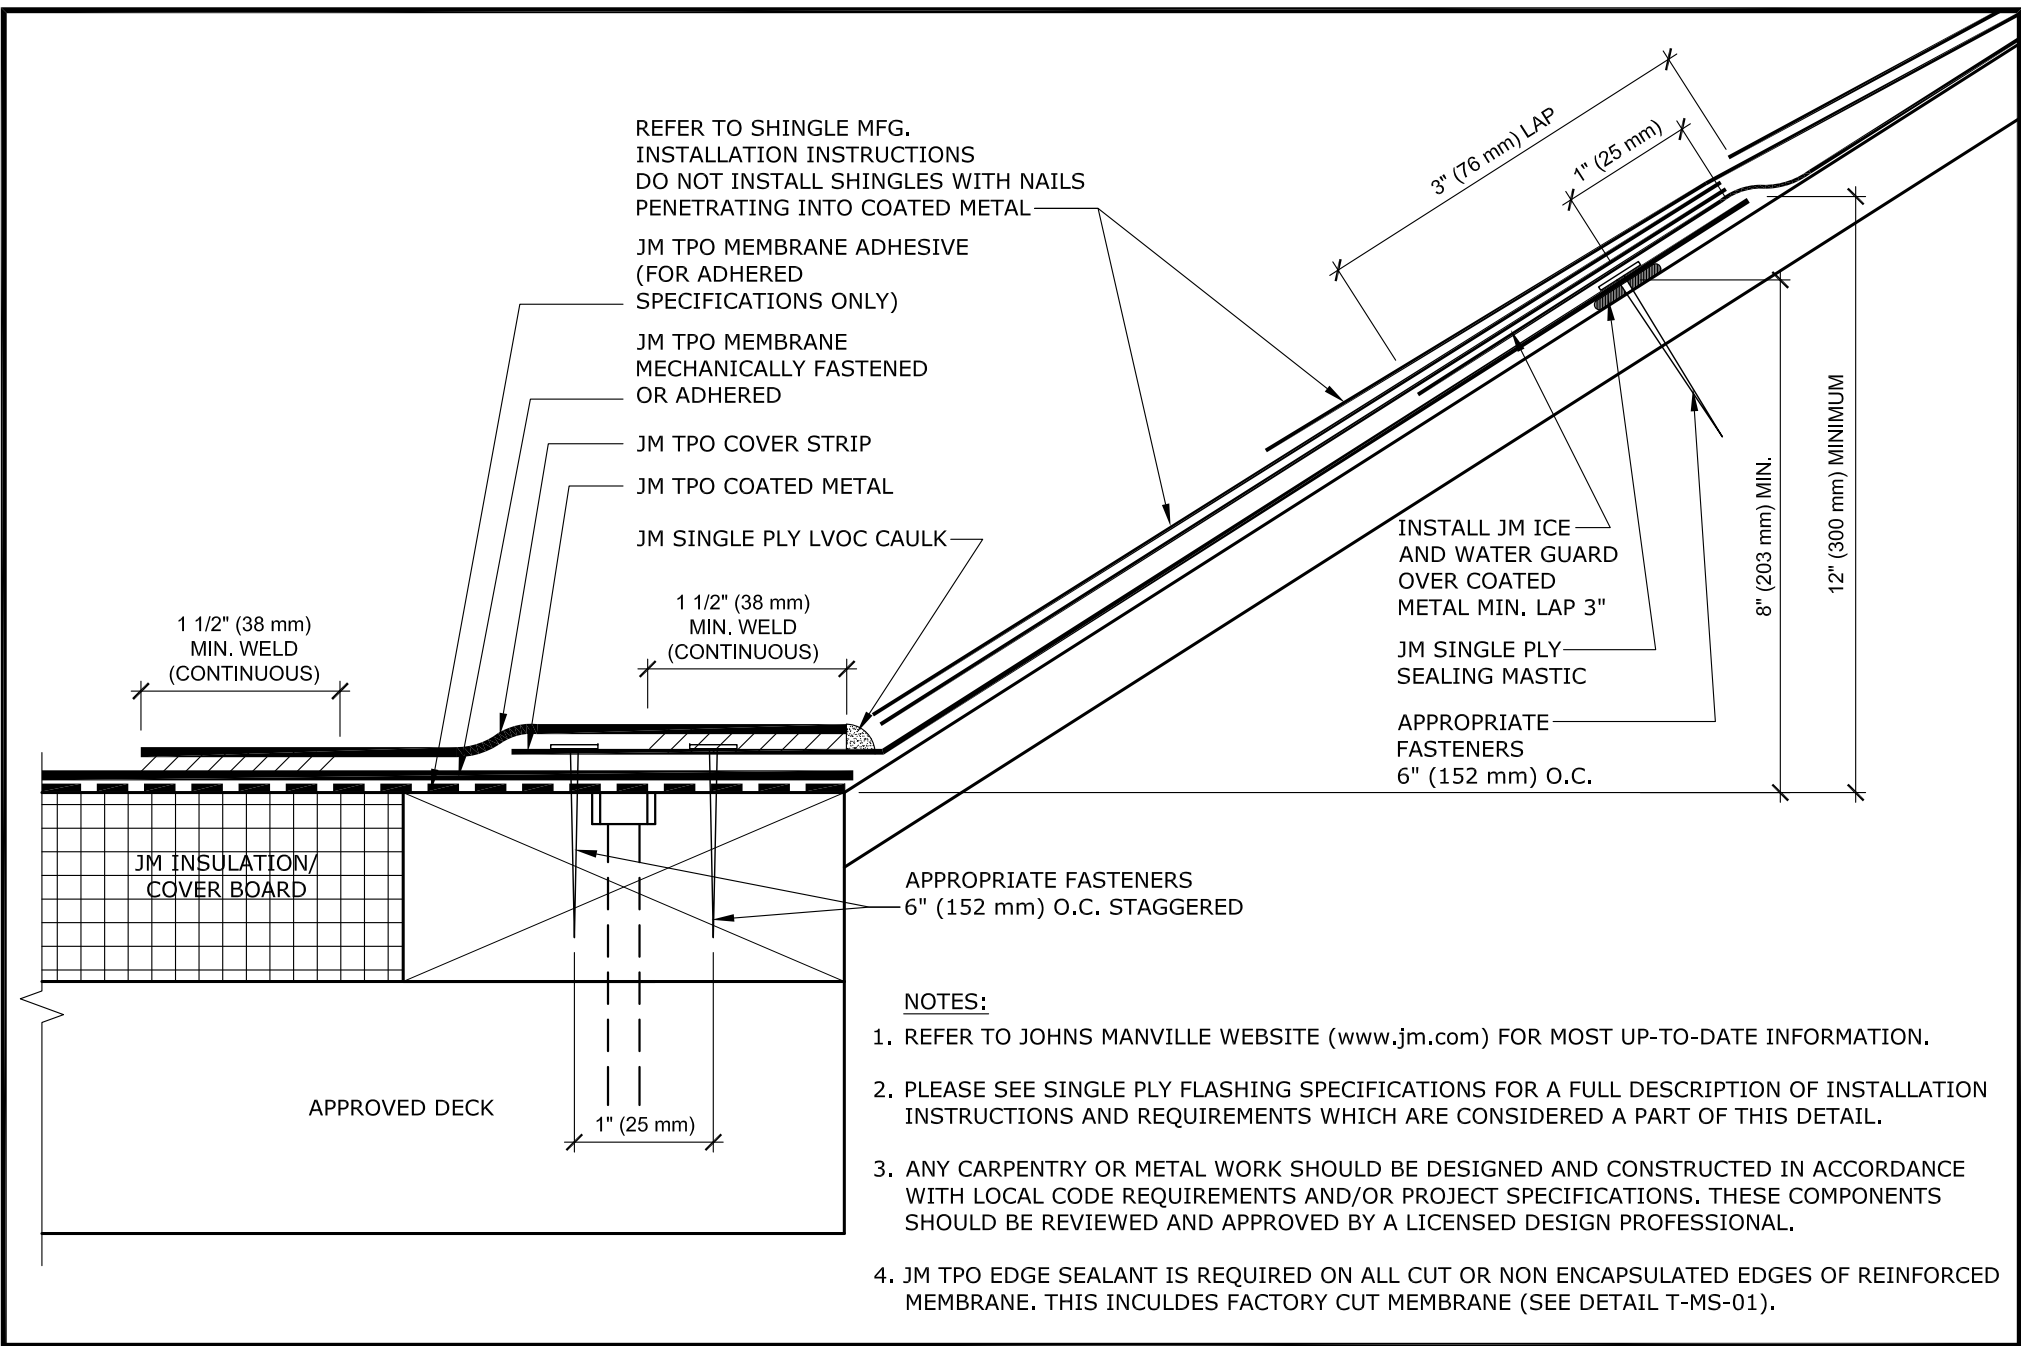 REFER TO SHINGLE MFG.
INSTALLATION INSTRUCTIONS
DO NOT INSTALL SHINGLES WITH NAILS
PENETRATING INTO COATED METAL
JM TPO MEMBRANE ADHESIVE
(FOR ADHERED
SPECIFICATIONS ONLY)
JM TPO MEMBRANE
MECHANICALLY FASTENED
OR ADHERED
JM TPO COVER STRIP
JM TPO COATED METAL
JM SINGLE PLY LVOC CAULK
1 1/2" (38 mm)
MIN. WELD
(CONTINUOUS)
1 1/2" (38 mm)
MIN. WELD
(CONTINUOUS)
3" (76 mm) LAP
1" (25 mm)
INSTALL JM ICE
AND WATER GUARD
OVER COATED
METAL MIN. LAP 3"
JM SINGLE PLY
SEALING MASTIC
APPROPRIATE
FASTENERS
6" (152 mm) O.C.
8" (203 mm) MIN.
12" (300 mm) MINIMUM
JM INSULATION/
COVER BOARD
APPROPRIATE FASTENERS
6" (152 mm) O.C. STAGGERED
APPROVED DECK
1" (25 mm)
NOTES:
1. REFER TO JOHNS MANVILLE WEBSITE (www.jm.com) FOR MOST UP-TO-DATE INFORMATION.
2. PLEASE SEE SINGLE PLY FLASHING SPECIFICATIONS FOR A FULL DESCRIPTION OF INSTALLATION
INSTRUCTIONS AND REQUIREMENTS WHICH ARE CONSIDERED A PART OF THIS DETAIL.
3. ANY CARPENTRY OR METAL WORK SHOULD BE DESIGNED AND CONSTRUCTED IN ACCORDANCE
WITH LOCAL CODE REQUIREMENTS AND/OR PROJECT SPECIFICATIONS. THESE COMPONENTS
SHOULD BE REVIEWED AND APPROVED BY A LICENSED DESIGN PROFESSIONAL.
4. JM TPO EDGE SEALANT IS REQUIRED ON ALL CUT OR NON ENCAPSULATED EDGES OF REINFORCED
MEMBRANE. THIS INCULDES FACTORY CUT MEMBRANE (SEE DETAIL T-MS-01).